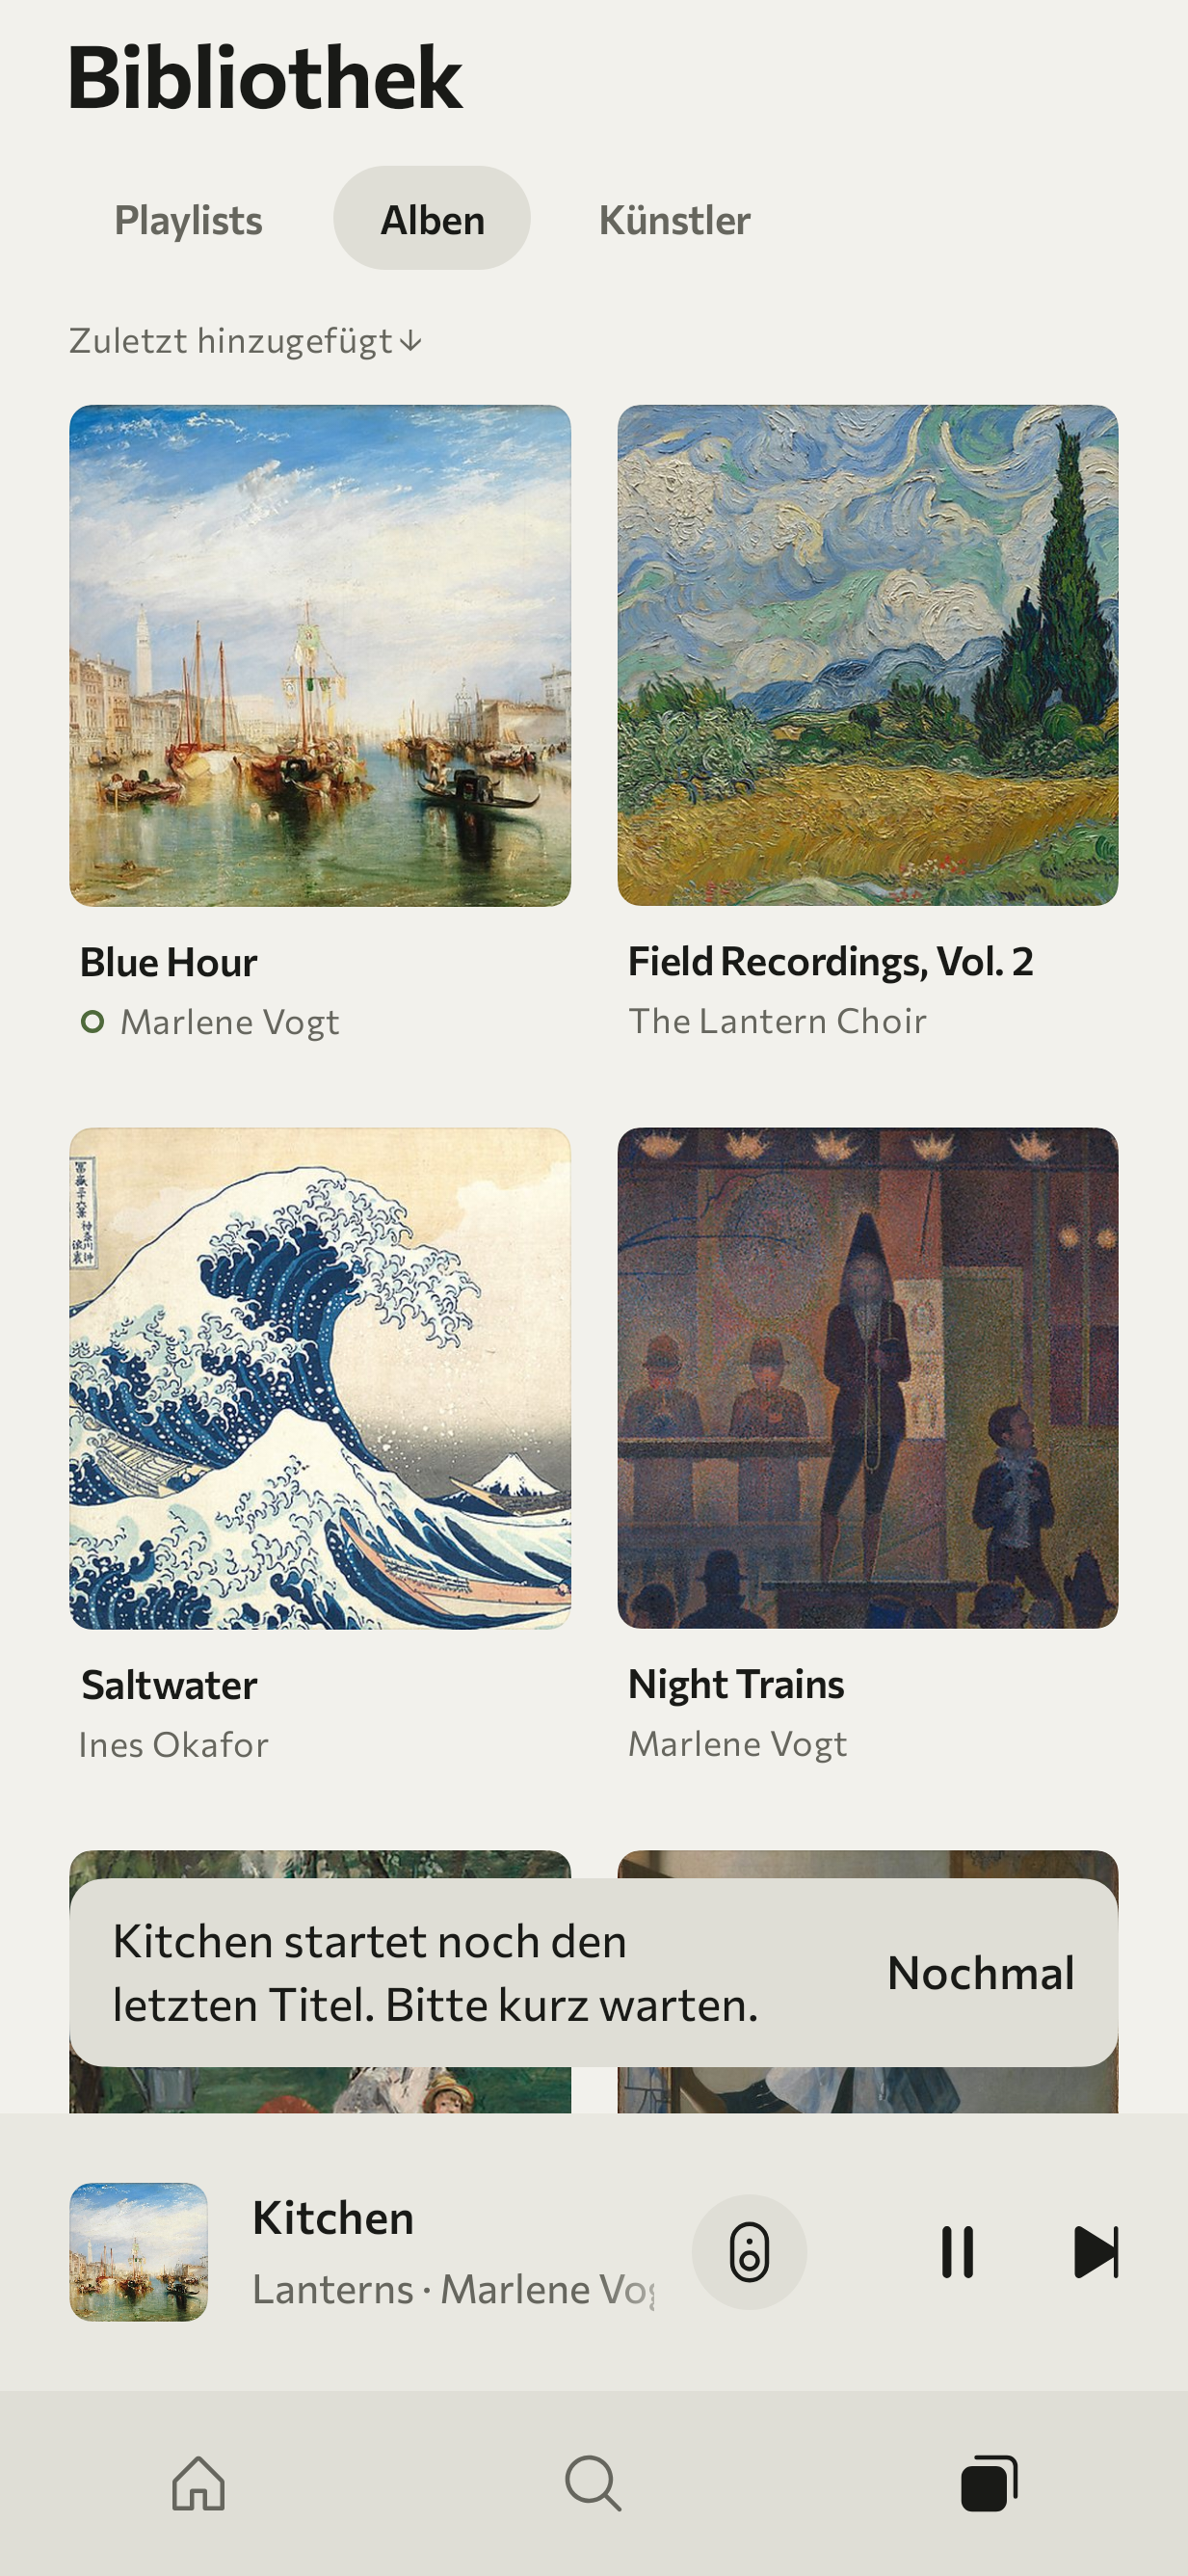 Bibliothek
Playlists
Alben
Künstler
Zuletzt hinzugefügt
Blue Hour
Marlene Vogt
Field Recordings, Vol. 2
The Lantern Choir
Saltwater
Ines Okafor
Night Trains
Marlene Vogt
Kitchen startet noch den
letzten Titel. Bitte kurz warten.
Nochmal
Kitchen
Lanterns · Marlene